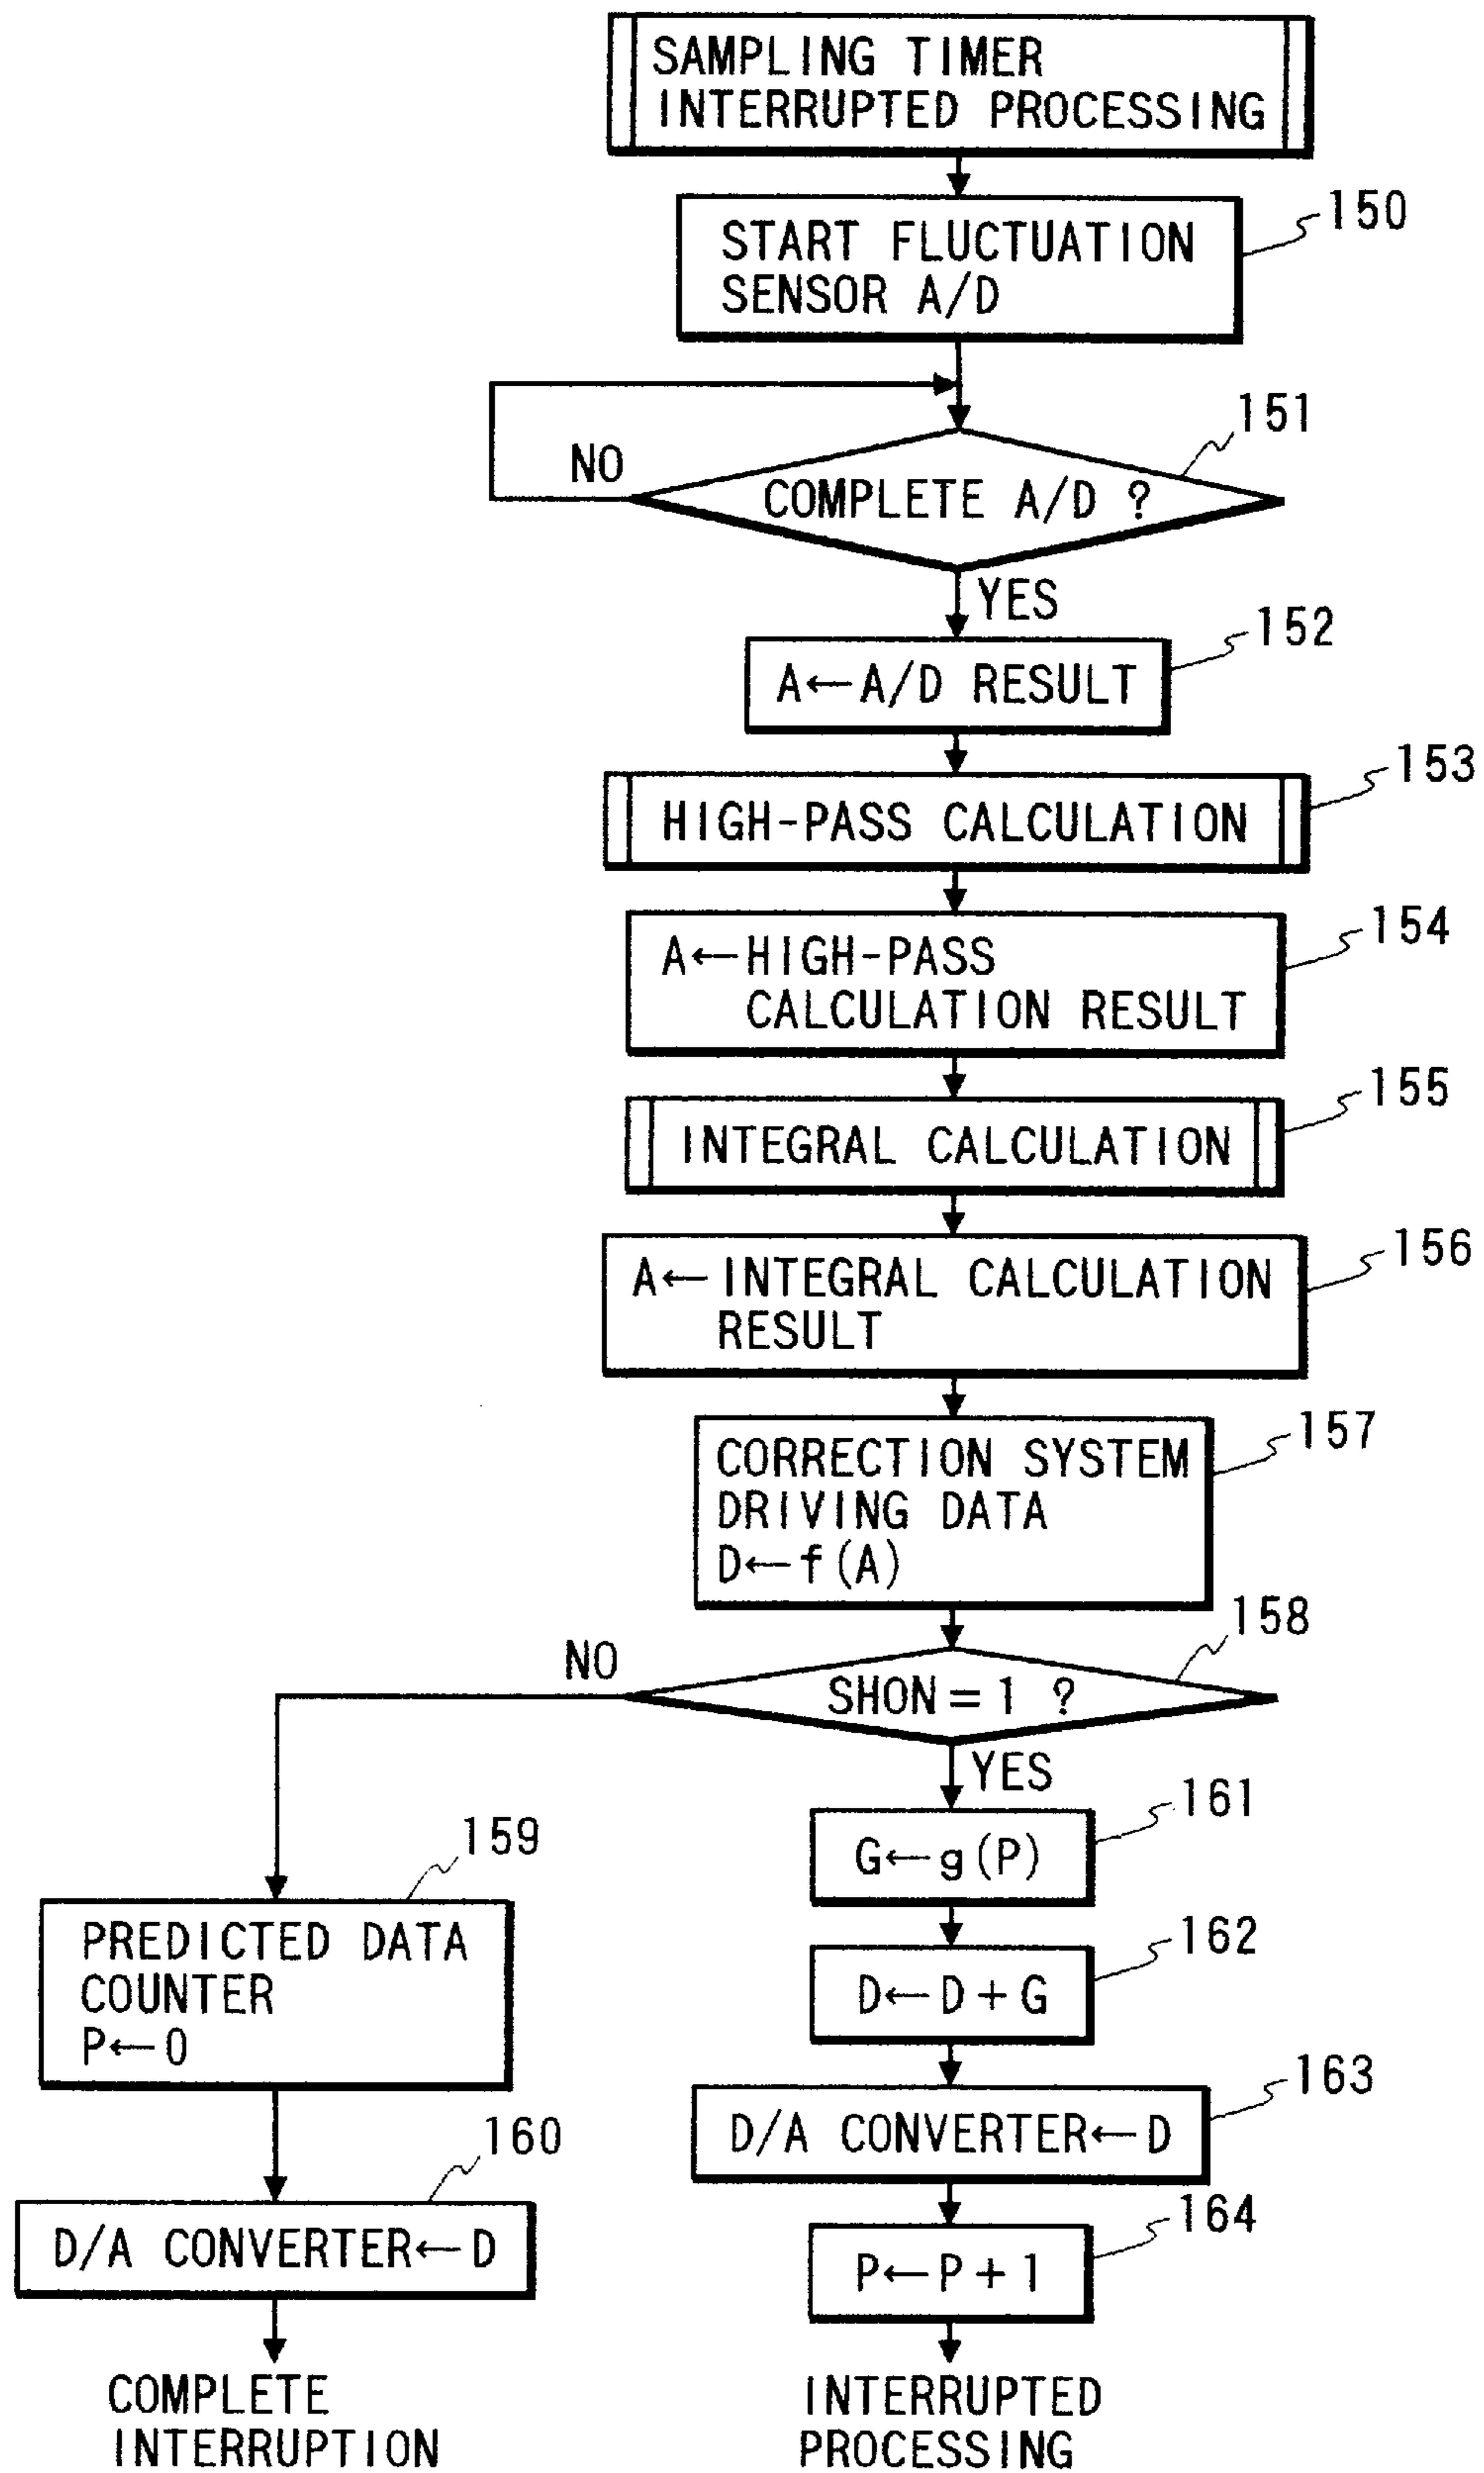 SAMPLING TIMER
INTERRUPTED PROCESSING
150
START FLUCTUATION
SENSOR A/D
151
NO
COMPLETE A/D ?
YES
152
A←A/D RESULT
153
HIGH-PASS CALCULATION
154
A←HIGH-PASS
CALCULATION RESULT
155
INTEGRAL CALCULATION
156
A←INTEGRAL CALCULATION
RESULT
157
CORRECTION SYSTEM
DRIVING DATA
D←f(A)
158
NO
SHON=1 ?
YES
159
PREDICTED DATA
COUNTER
P←0
160
D/A CONVERTER←D
COMPLETE
INTERRUPTION
161
G←g(P)
162
D←D+G
163
D/A CONVERTER←D
164
P←P+1
INTERRUPTED
PROCESSING